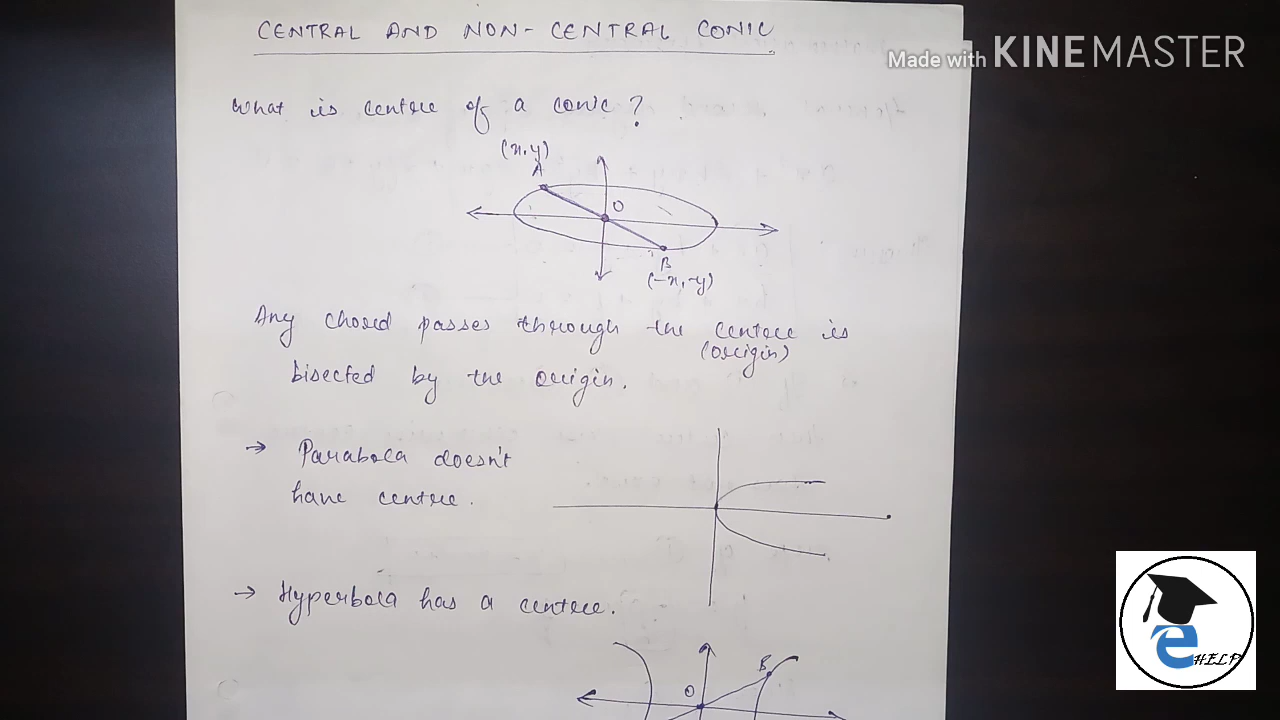 CENTRAL AND NON-CENTRAL CONIC
Made with KINEMASTER
What is centre of a conic?
(x,y)
A
O
B
(-x,-y)
Any chord passes through the centre is
(origin)
bisected by the origin.
→ Parabola doesn't
have centre.
→ Hyperbola has a centre.
B
O
e HELP